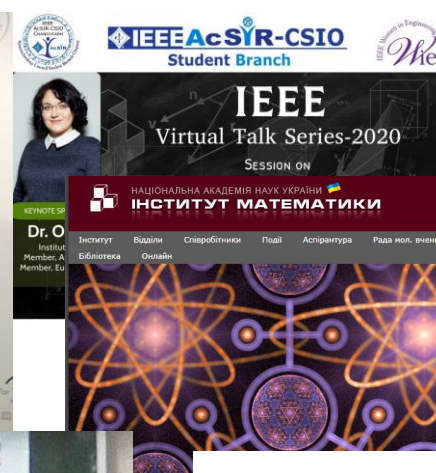 IEEE AcSIR-CSIO
Student Branch
IEEE
Virtual Talk Series-2020
SESSION ON
KEYNOTE SP
Dr. O
Institut
Member, A
Member, Eu
НАЦІОНАЛЬНА АКАДЕМІЯ НАУК УКРАЇНИ
ІНСТИТУТ МАТЕМАТИКИ
Інститут Відділи Співробітники Події Аспірантура Рада мол. вчени
Бібліотека Онлайн